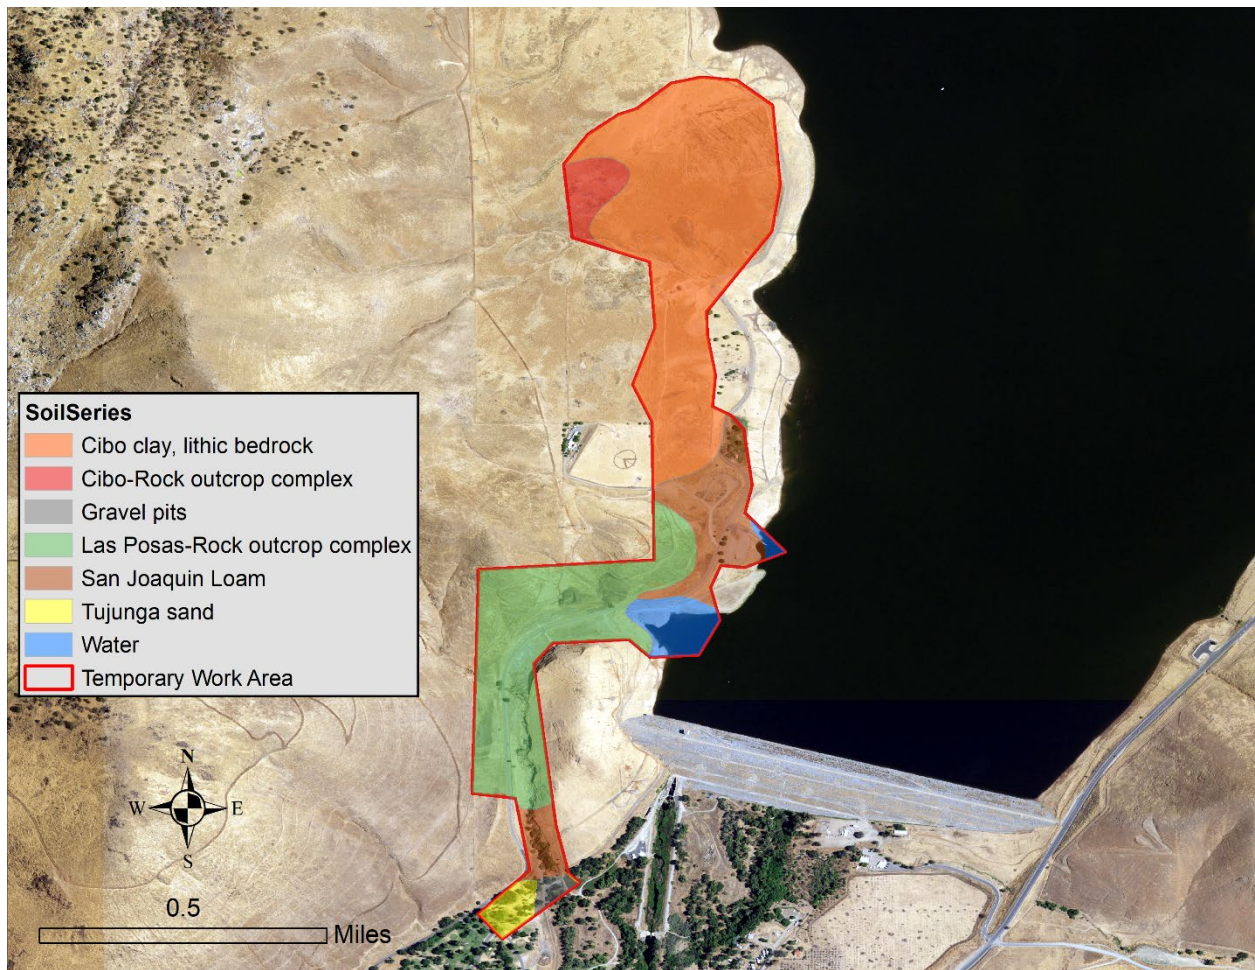 SoilSeries
Cibo clay, lithic bedrock
Cibo-Rock outcrop complex
Gravel pits
Las Posas-Rock outcrop complex
San Joaquin Loam
Tujunga sand
Water
Temporary Work Area
N
W E
S
0.5
Miles